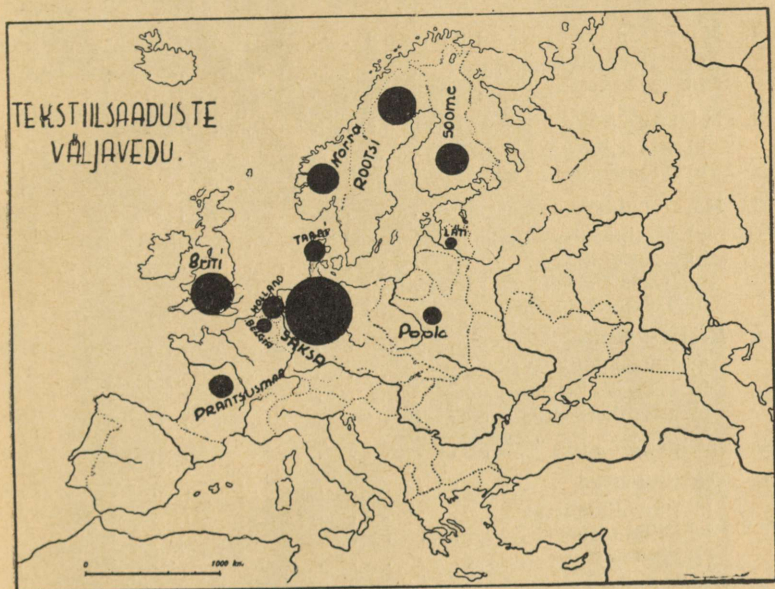 TEKSTIILSAADUSTE
VÄLJAVEDU.
Norra
ROOTSI
SOOME
TAANI
LÄTI
Briti
HOLLAND
BELGIA
SAKSA
Poola
PRANTSUSMAA
0 1000 km.